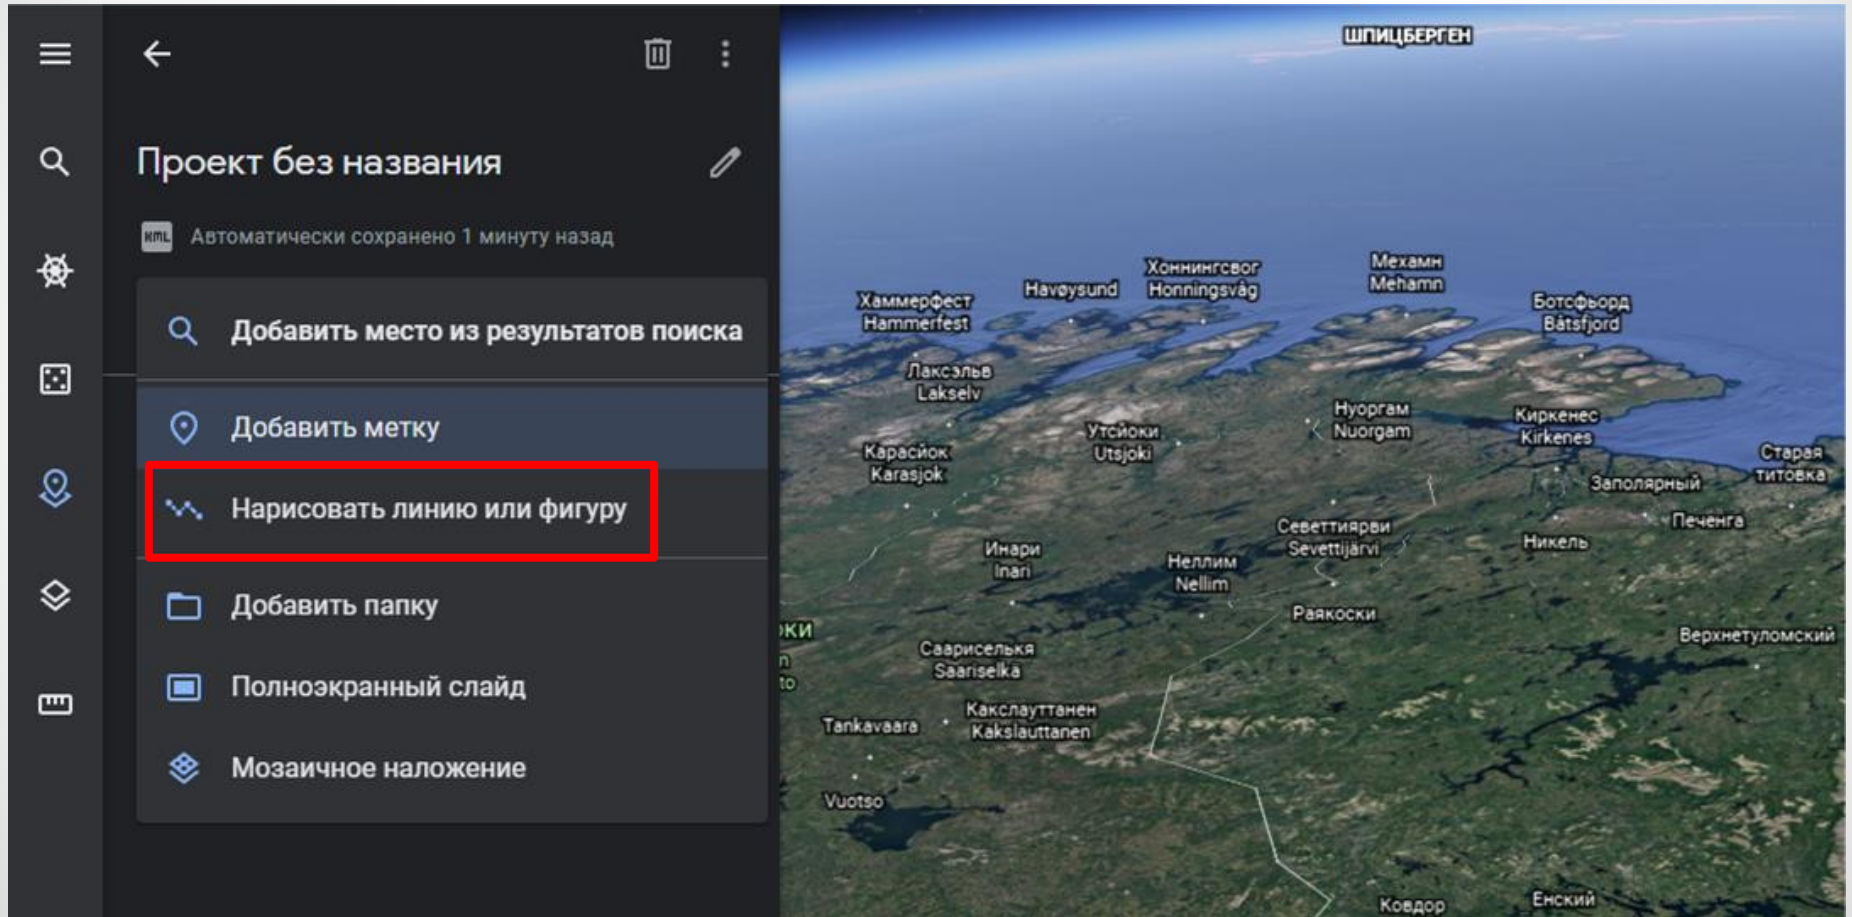 Проект без названия
KML Автоматически сохранено 1 минуту назад
Добавить место из результатов поиска
Добавить метку
Нарисовать линию или фигуру
Добавить папку
Полноэкранный слайд
Мозаичное наложение
ШПИЦБЕРГЕН
Хаммерфест
Hammerfest
Havøysund
Хоннингсвог
Honningsvåg
Мехамн
Mehamn
Ботсфьорд
Båtsfjord
Лаксэльв
Lakselv
Карасйок
Karasjok
Утсйоки
Utsjoki
Нуоргам
Nuorgam
Киркенес
Kirkenes
Старая
титовка
Заполярный
Печенга
Никель
Севеттиярви
Sevettijärvi
Инари
Inari
Неллим
Nellim
Раякоски
Верхнетуломский
Саариселькя
Saariselkä
Какслауттанен
Kakslauttanen
Tankavaara
Vuotso
Ковдор
Енский